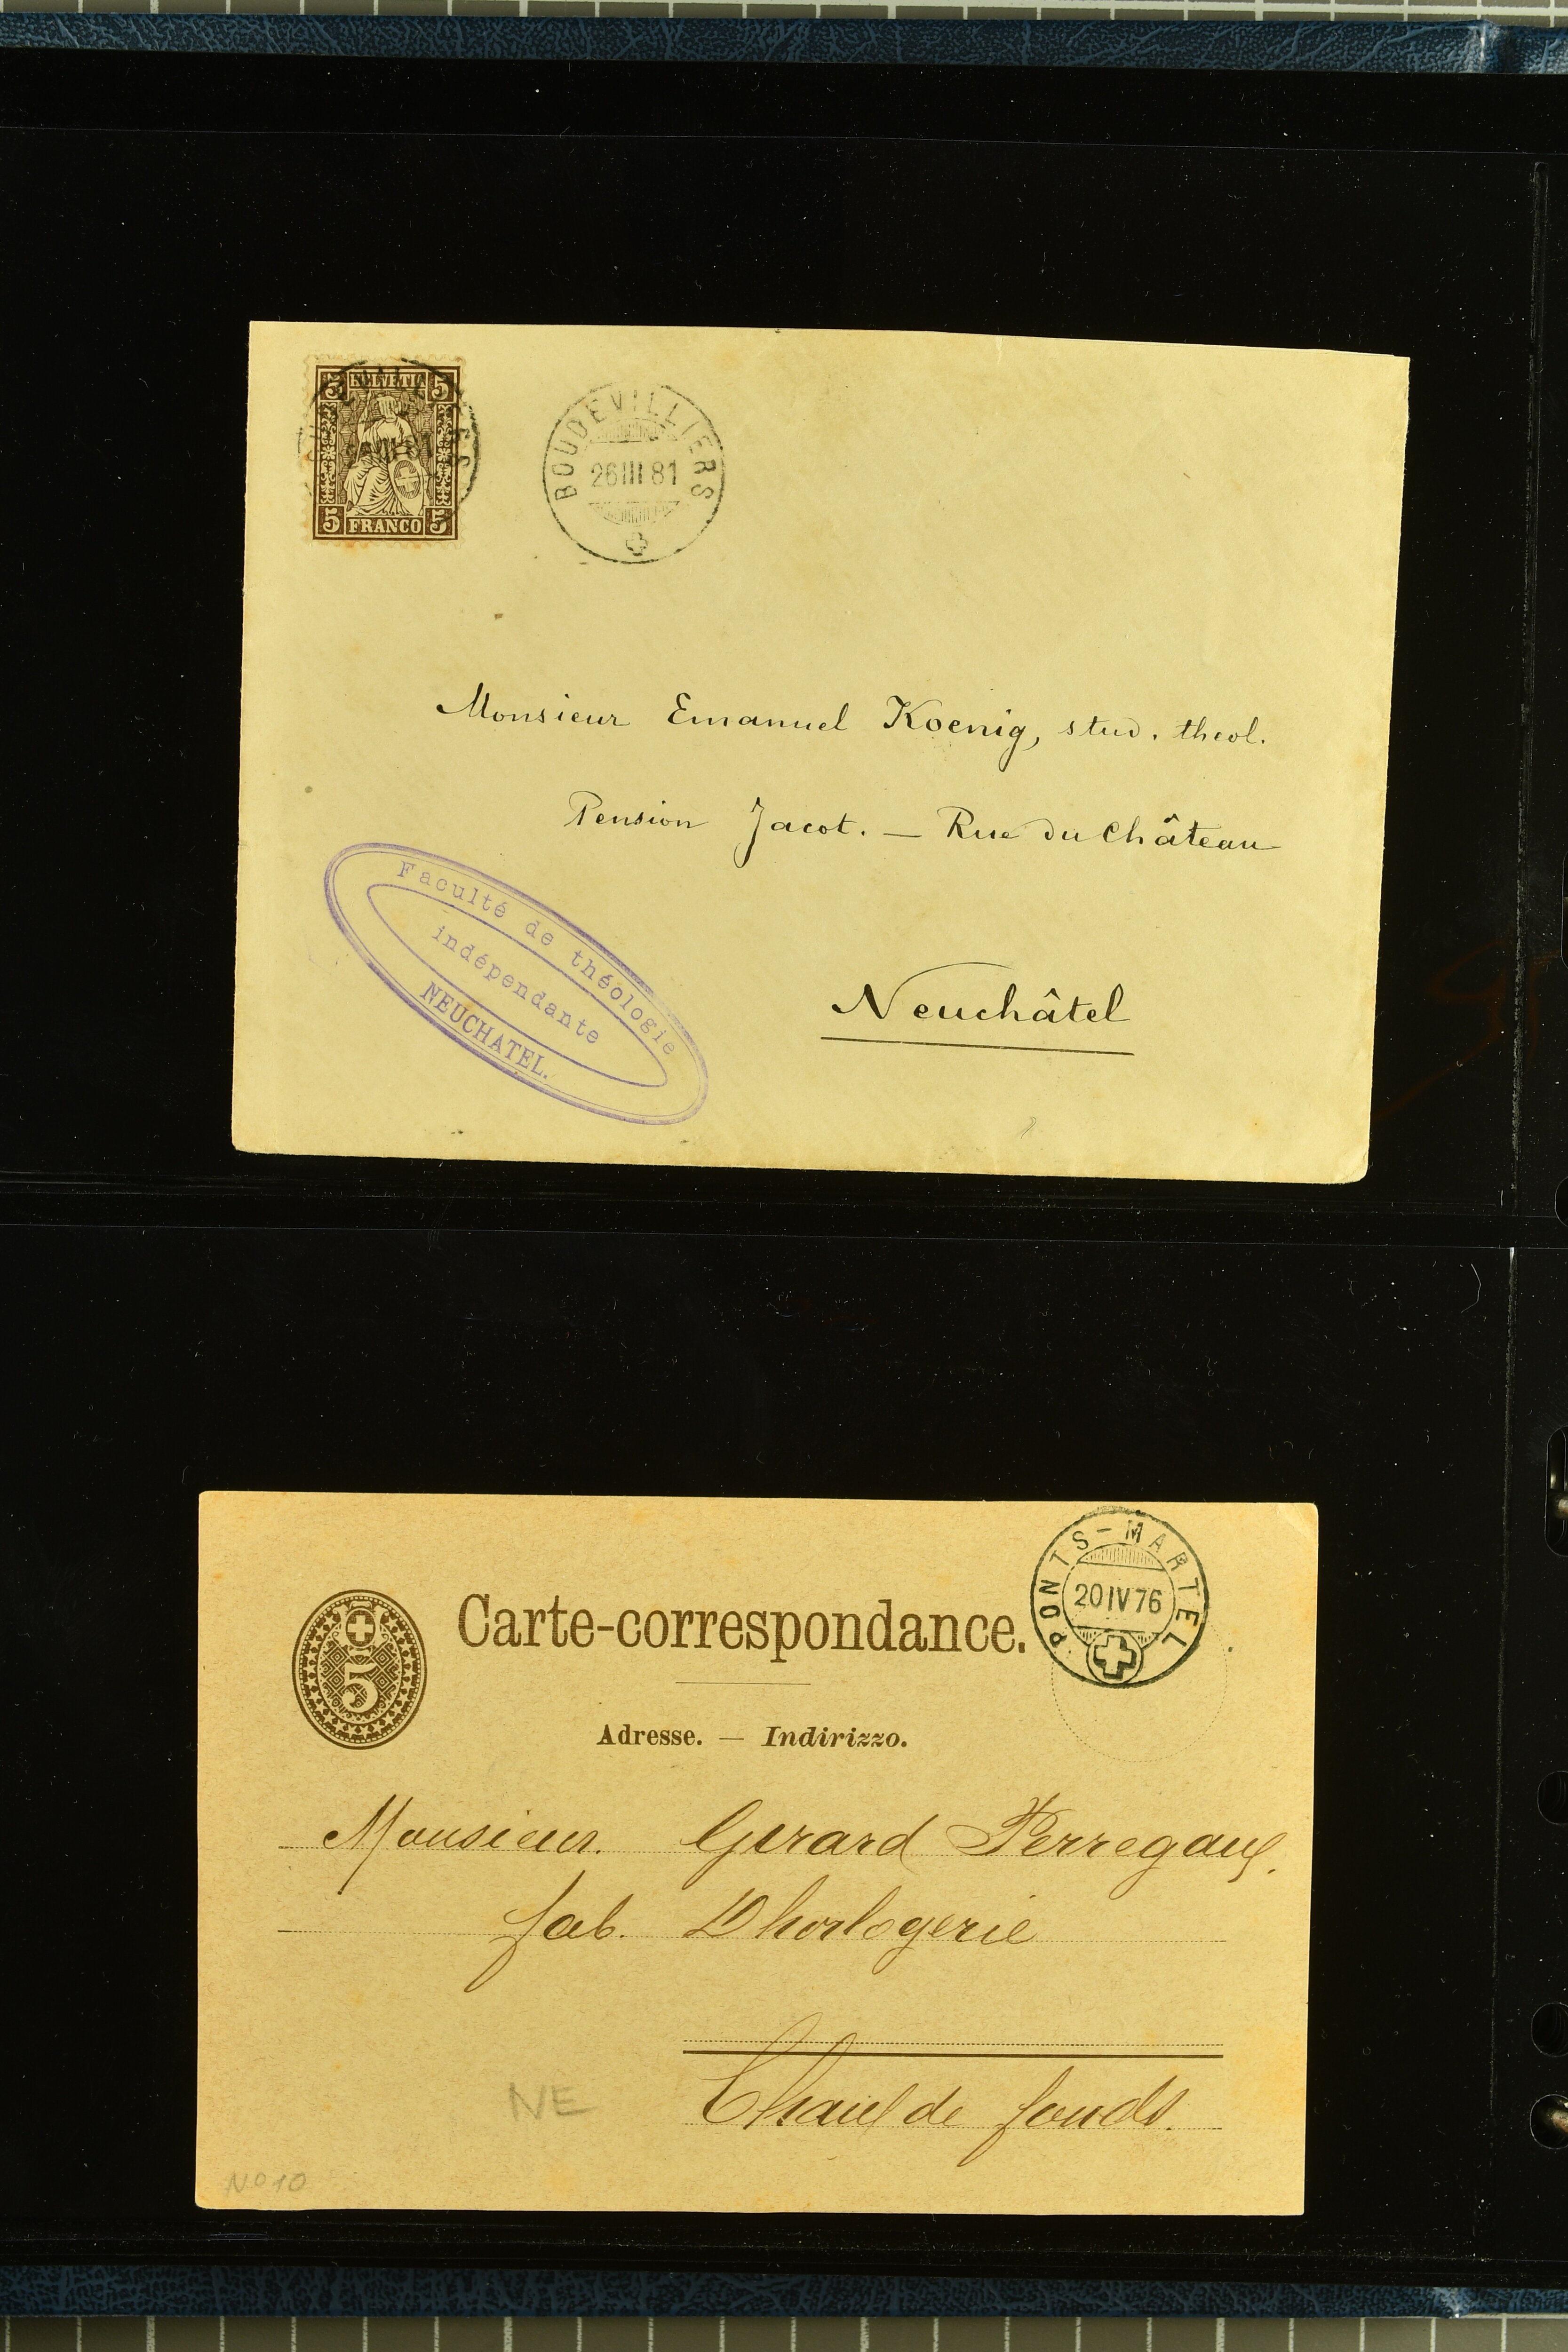 5 HELVETIA 5
5 FRANCO 5
BOUDEVILLIERS
26 III 81
Monsieur Emanuel Koenig, stud. theol.
Pension Jacot. — Rue du Château
Neuchâtel
Faculté de théologie
indépendante
NEUCHATEL.
5
Carte-correspondance.
PONTS-MARTEL
20 IV 76
Adresse. — Indirizzo.
Monsieur. Gerard Perregaux.
fab. D horlogerie
Chaux de fonds.
NE
No 10